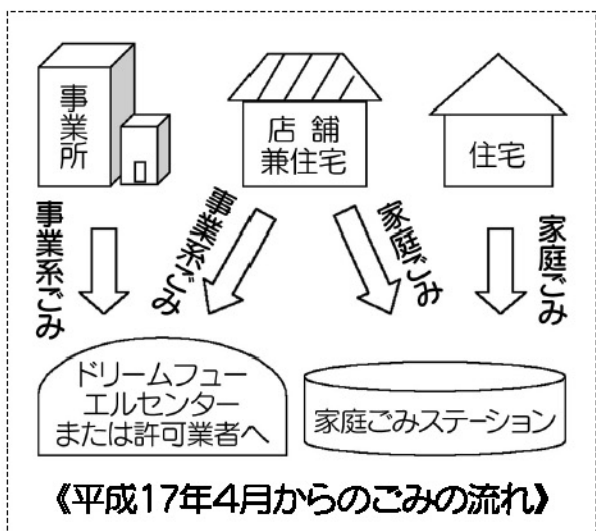 事業所
店舗
兼住宅
住宅
事業系ごみ
事業系ごみ
家庭ごみ
家庭ごみ
ドリームフュー
エルセンター
または許可業者へ
家庭ごみステーション
《平成17年4月からのごみの流れ》